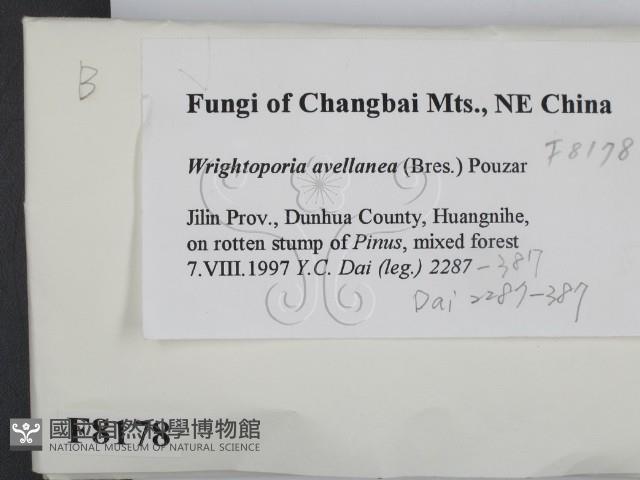 B
Fungi of Changbai Mts., NE China
Wrightoporia avellanea (Bres.) Pouzar F8178
Jilin Prov., Dunhua County, Huangnihe,
on rotten stump of Pinus, mixed forest
7.VIII.1997 Y.C. Dai (leg.) 2287 -387
Dai 2287-387
F8178
國立自然科學博物館
NATIONAL MUSEUM OF NATURAL SCIENCE